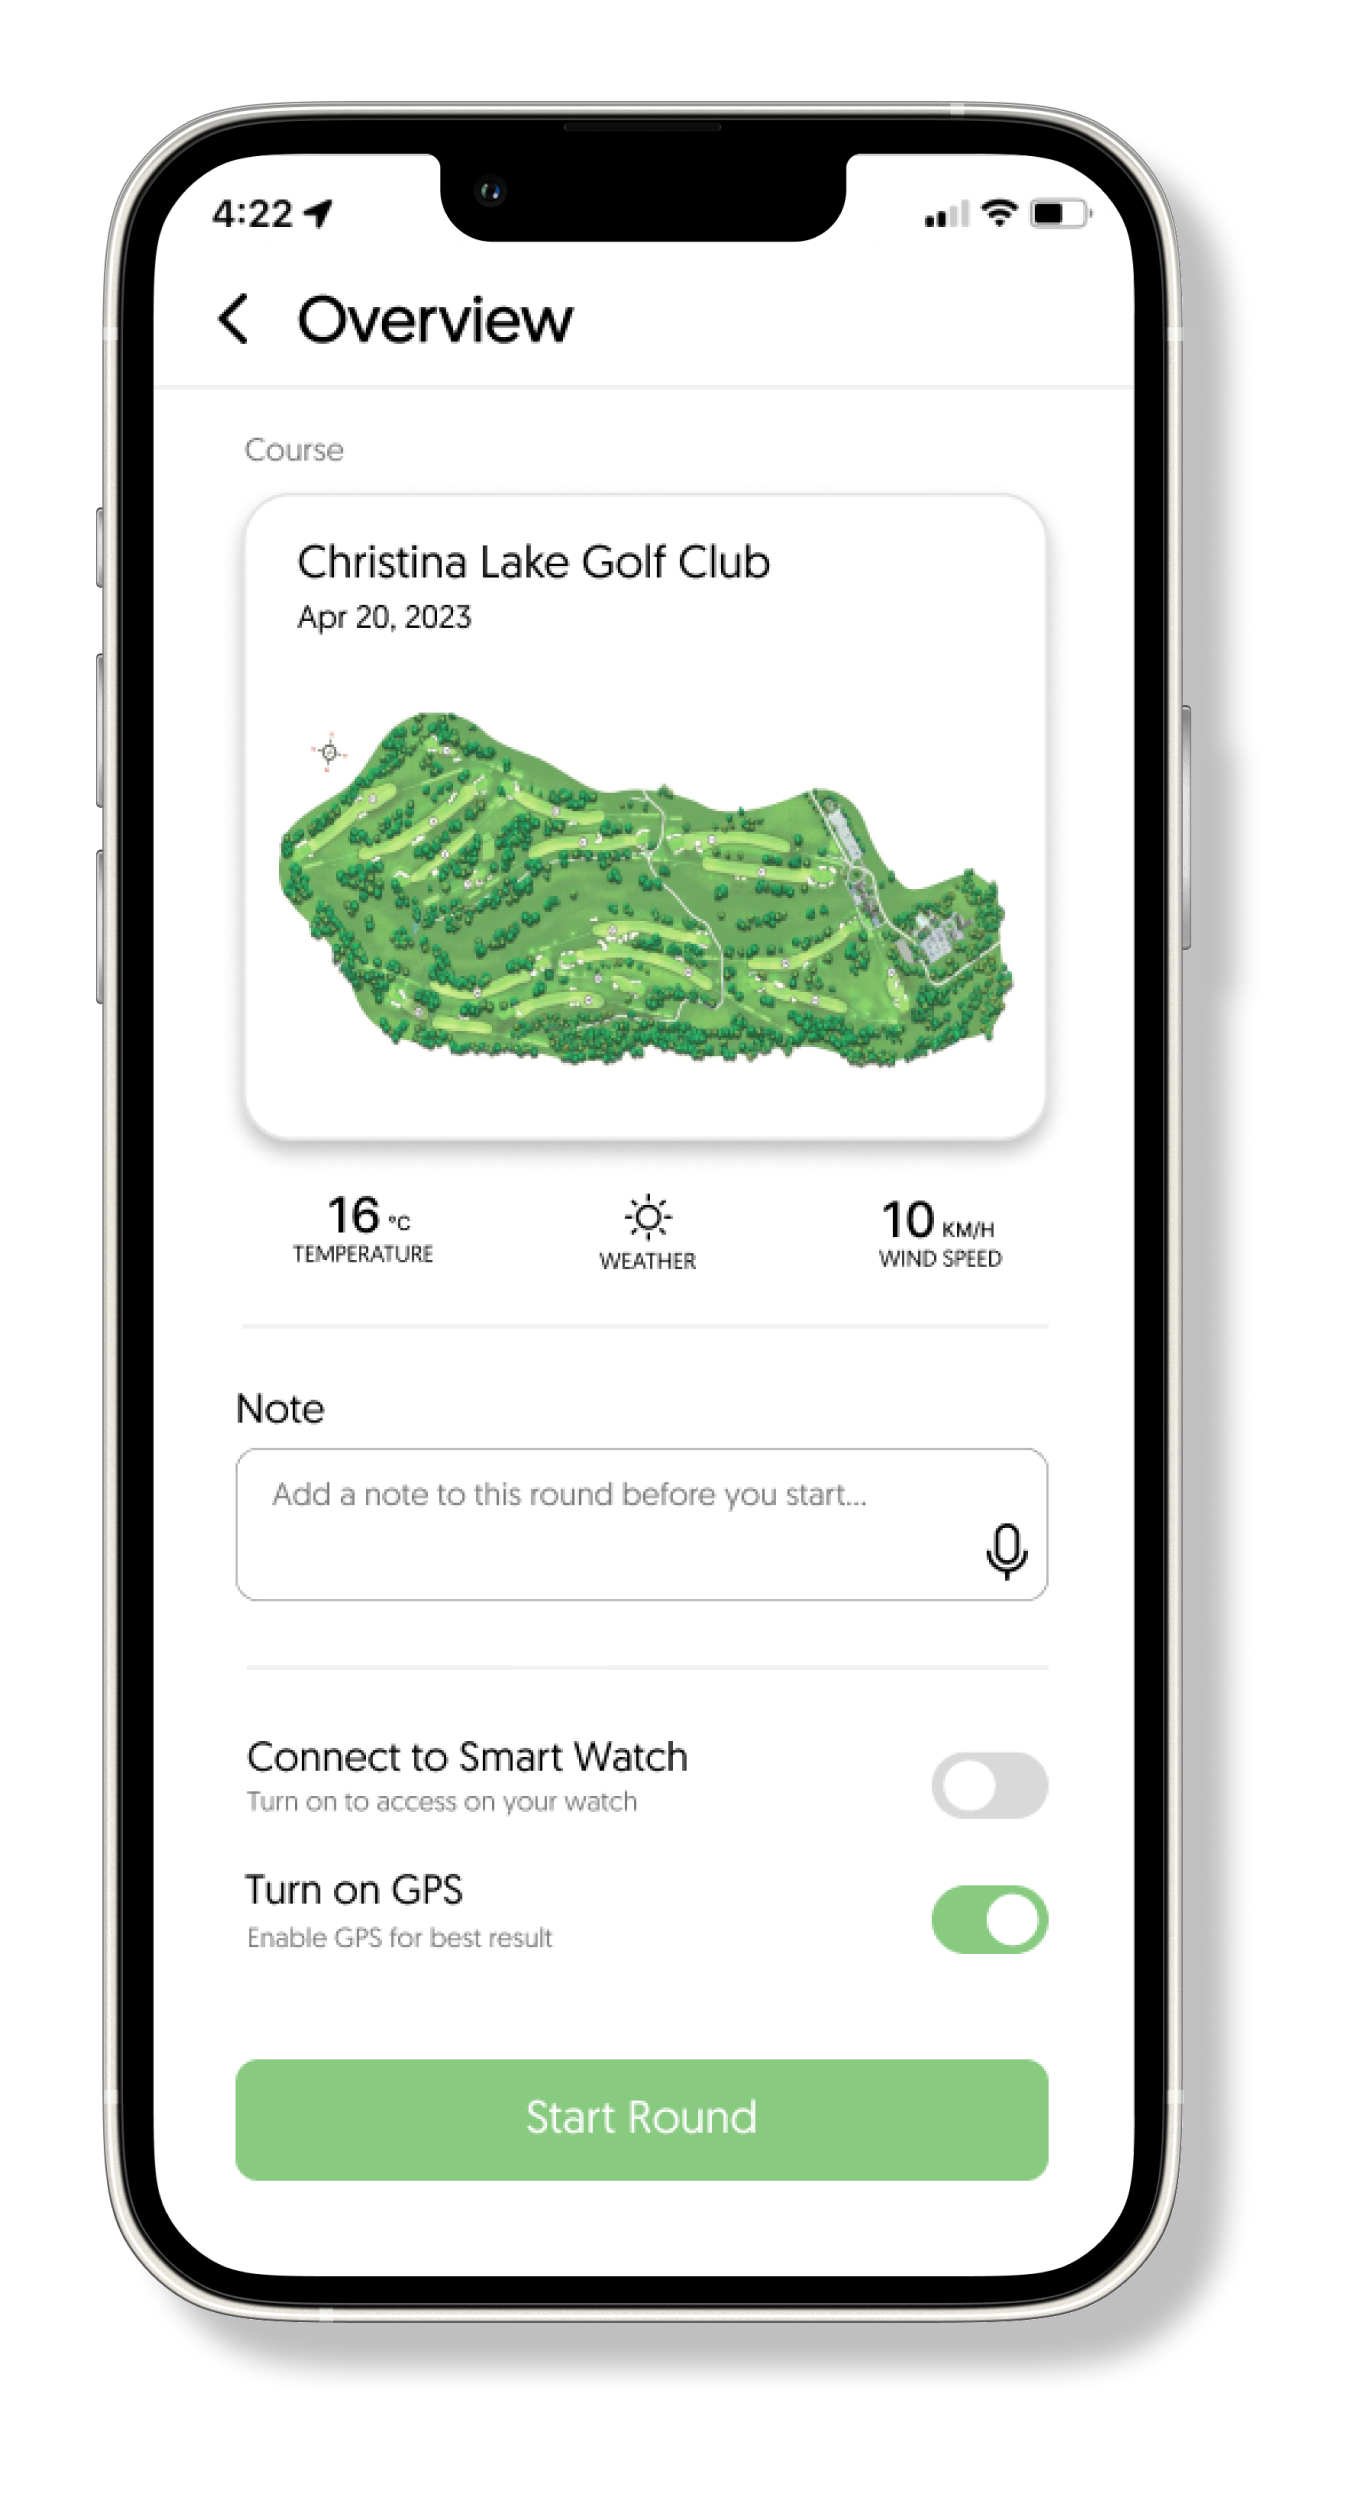 4:22
Overview
Course
Christina Lake Golf Club
Apr 20, 2023
16 °C
TEMPERATURE
WEATHER
10 KM/H
WIND SPEED
Note
Add a note to this round before you start...
Connect to Smart Watch
Turn on to access on your watch
Turn on GPS
Enable GPS for best result
Start Round